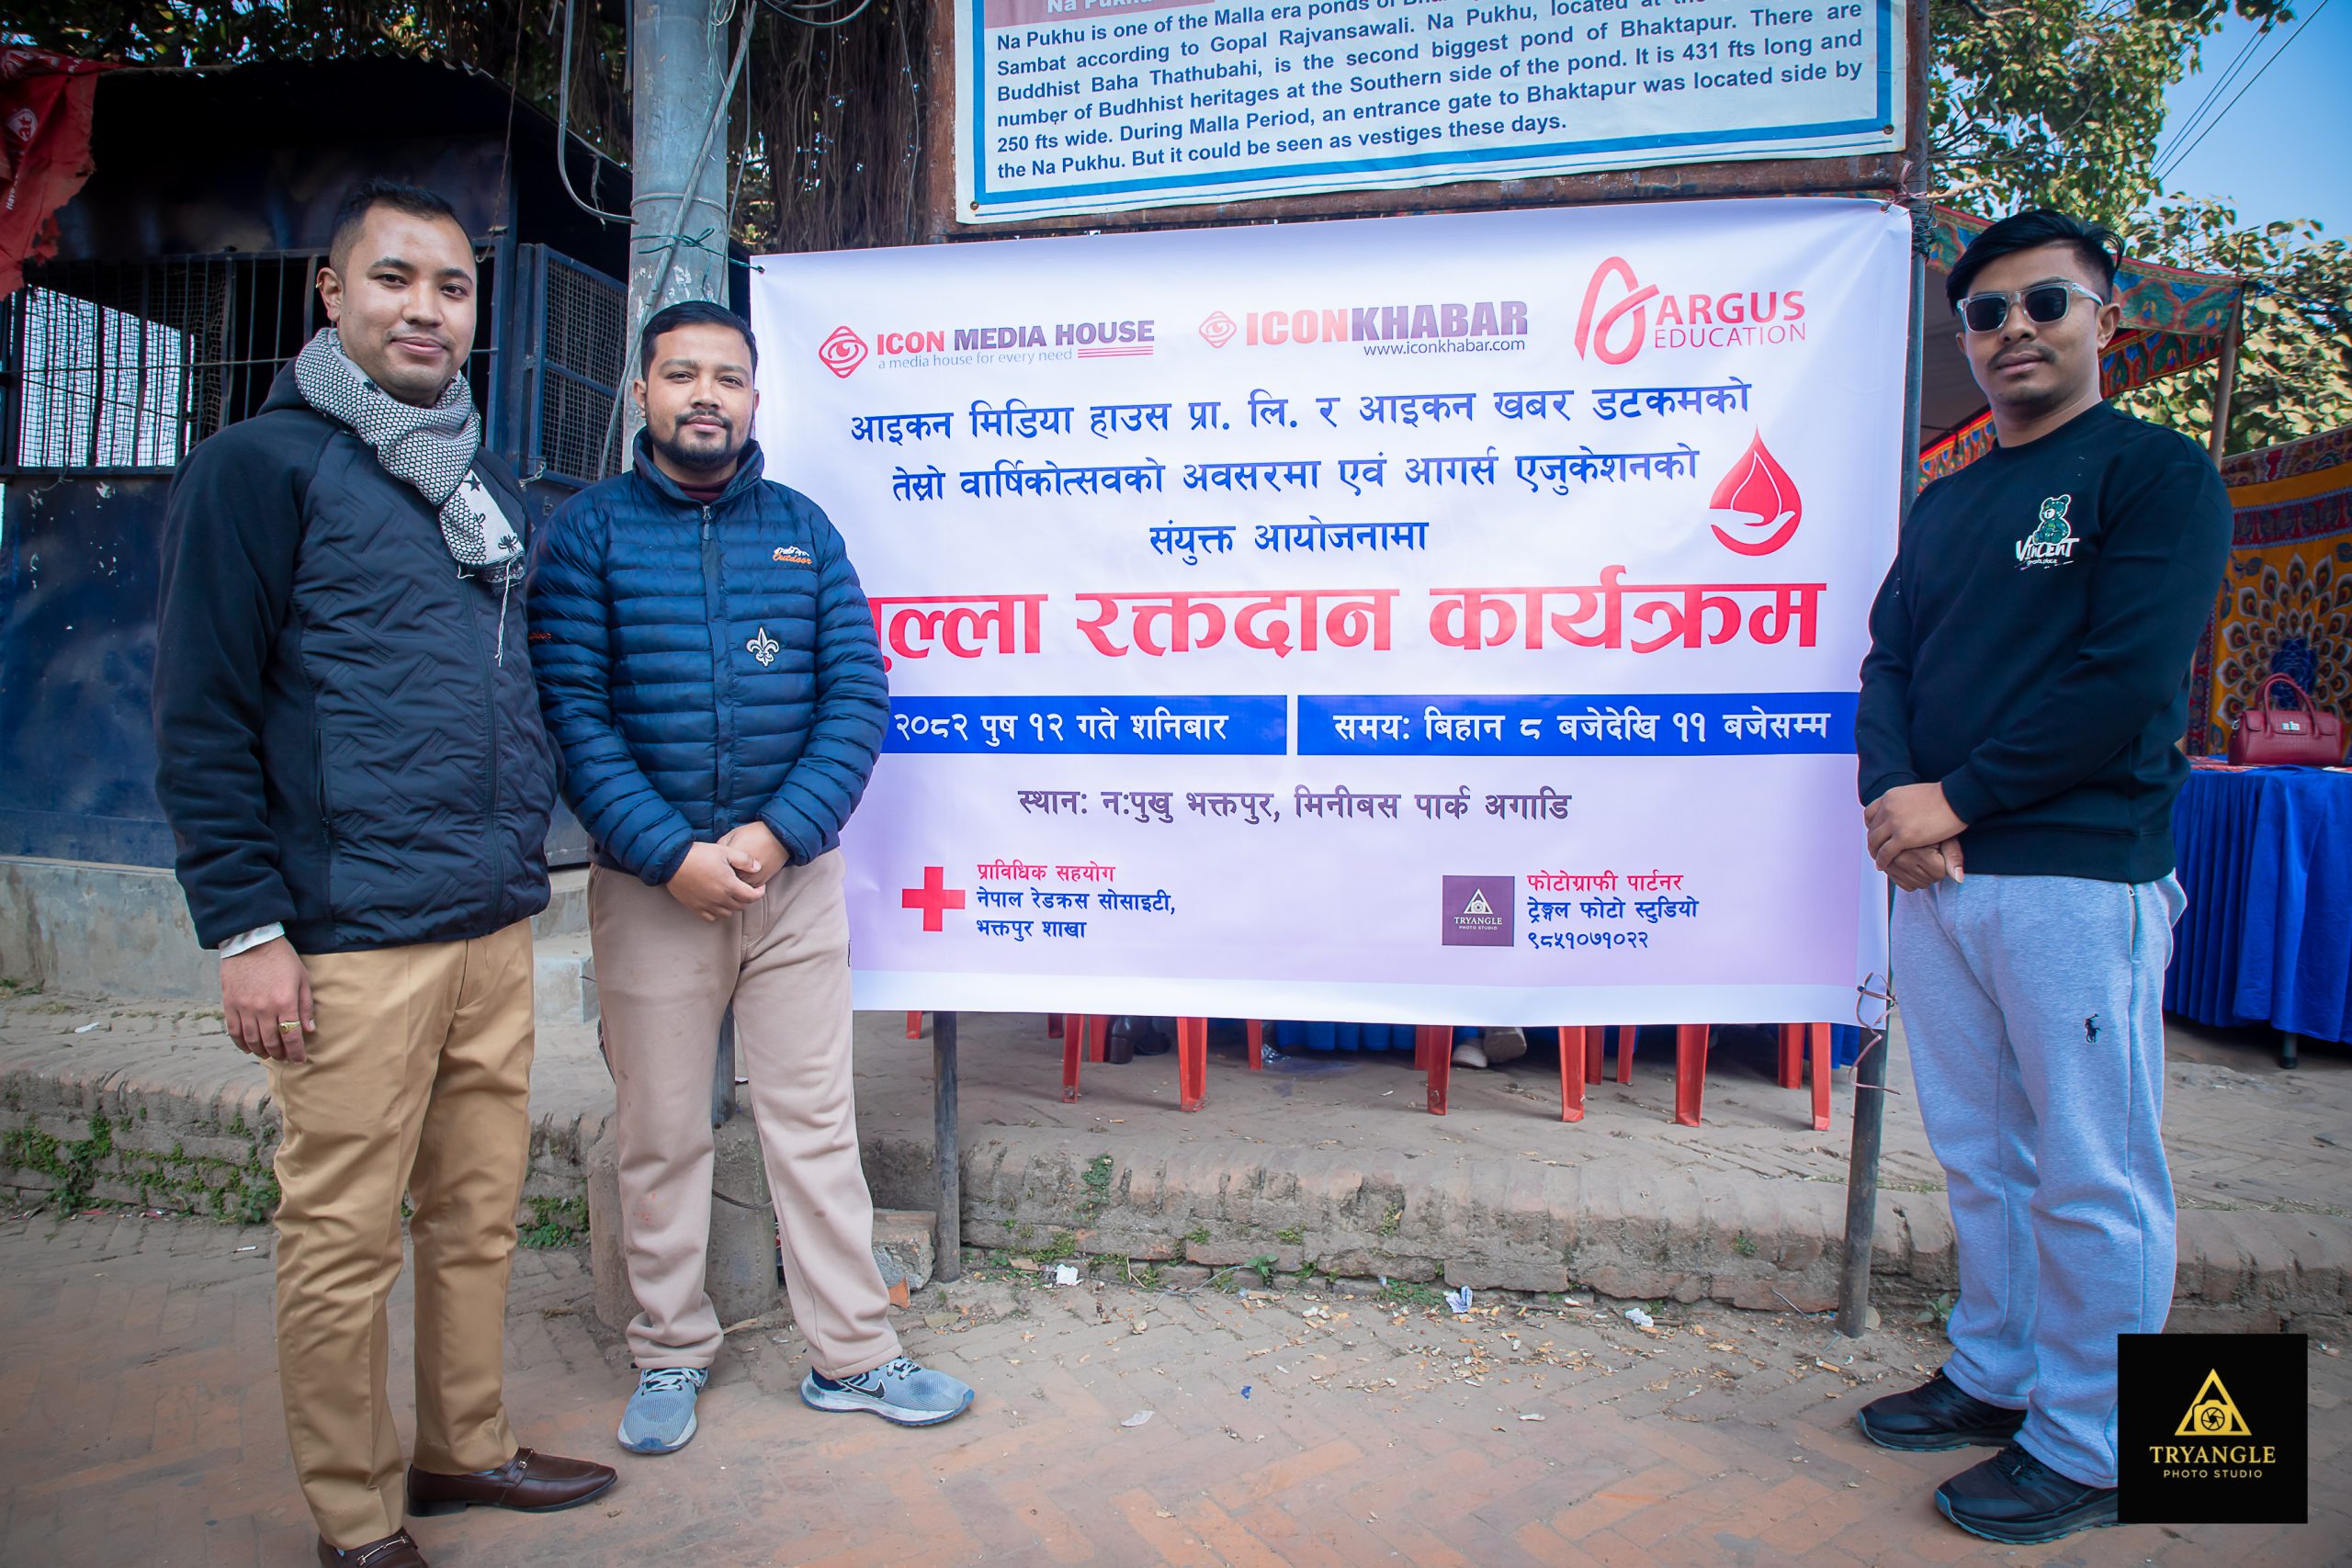 Na Pukhu
Na Pukhu is one of the Malla era ponds of
Sambat according to Gopal Rajvansawali. Na Pukhu, located at the
Buddhist Baha Thathubahi, is the second biggest pond of Bhaktapur. There are
number of Budhhist heritages at the Southern side of the pond. It is 431 fts long and
250 fts wide. During Malla Period, an entrance gate to Bhaktapur was located side by
the Na Pukhu. But it could be seen as vestiges these days.
ICON MEDIA HOUSE
a media house for every need
ICONKHABAR
www.iconkhabar.com
ARGUS
EDUCATION
आइकन मिडिया हाउस प्रा. लि. र आइकन खबर डटकमको
तेस्रो वार्षिकोत्सवको अवसरमा एवं आगर्स एजुकेशनको
संयुक्त आयोजनामा
रक्तदान कार्यक्रम
२०८२ पुष १२ गते शनिबार
समय: बिहान ८ बजेदेखि ११ बजेसम्म
स्थान: न:पुखु भक्तपुर, मिनीबस पार्क अगाडि
प्राविधिक सहयोग
नेपाल रेडक्रस सोसाइटी,
भक्तपुर शाखा
TRYANGLE
PHOTO STUDIO
फोटोग्राफी पार्टनर
ट्रेङ्गल फोटो स्टुडियो
९८५१०७१०२२
Outdoor
VINCENT
TRYANGLE
PHOTO STUDIO